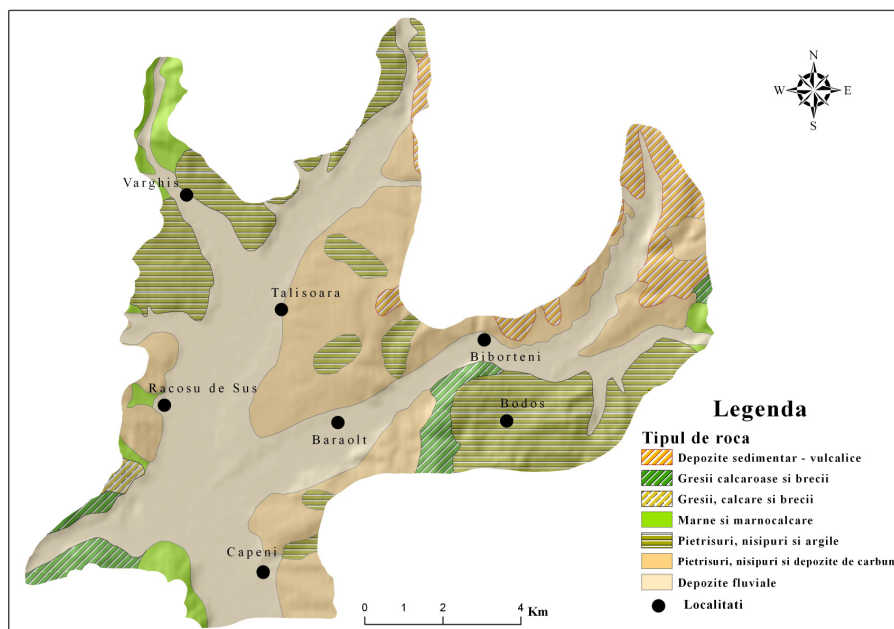 N
W E
S
Varghis
Talisoara
Biborteni
Racosu de Sus
Bodos
Baraolt
Capeni
Legenda
Tipul de roca
Depozite sedimentar - vulcalice
Gresii calcaroase si brecii
Gresii, calcare si brecii
Marne si marnocalcare
Pietrisuri, nisipuri si argile
Pietrisuri, nisipuri si depozite de carbun
Depozite fluviale
Localitati
0 1 2 4
Km